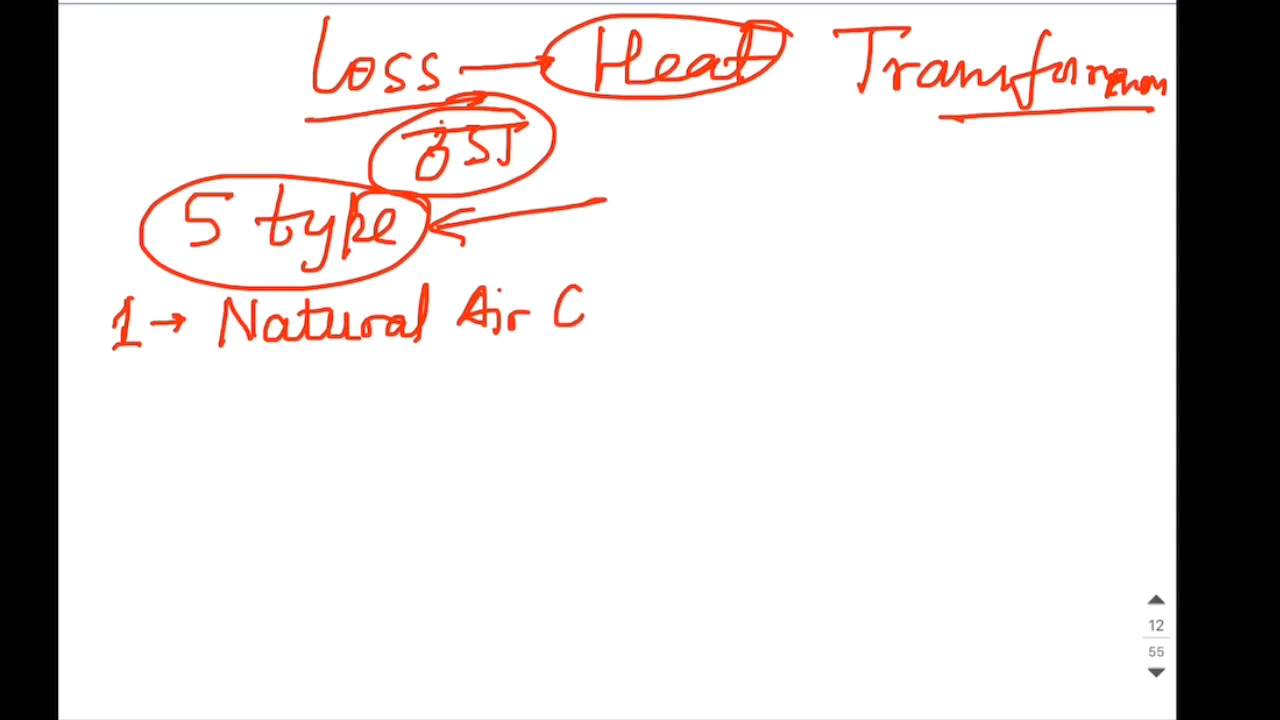 Loss → Heat Transformer
5 type ←
1 → Natural Air C
12
55